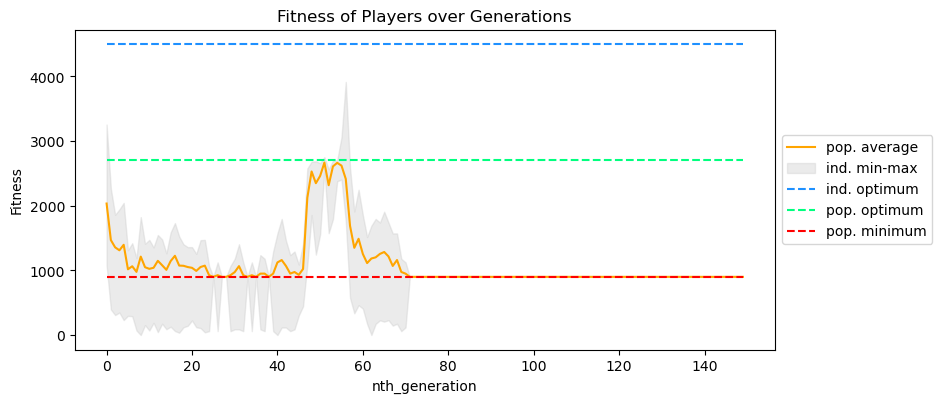 Fitness of Players over Generations
Fitness
4000
3000
2000
1000
0
0 20 40 60 80 100 120 140
nth_generation
pop. average
ind. min-max
ind. optimum
pop. optimum
pop. minimum